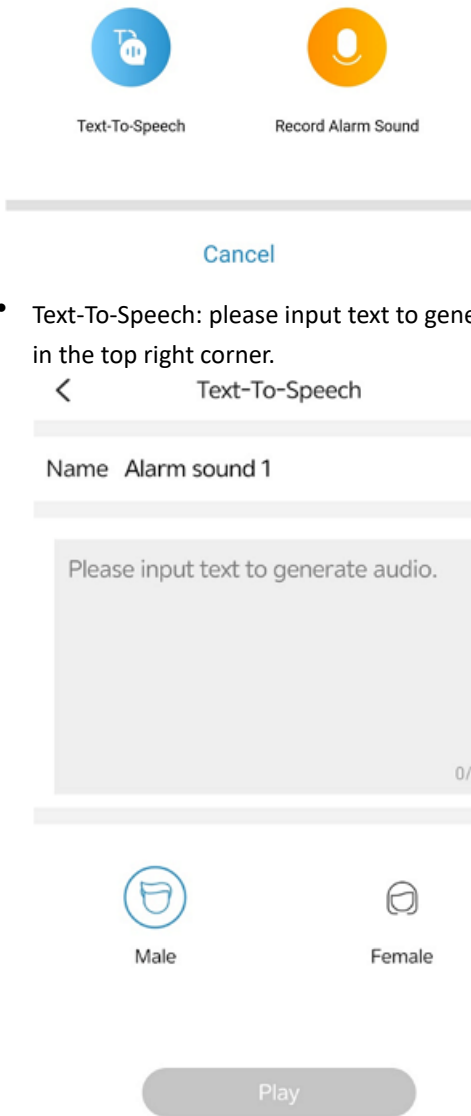 Text-To-Speech Record Alarm Sound
Cancel
• Text-To-Speech: please input text to gene
in the top right corner.
Text-To-Speech
Name Alarm sound 1
Please input text to generate audio.
0/
Male Female
Play